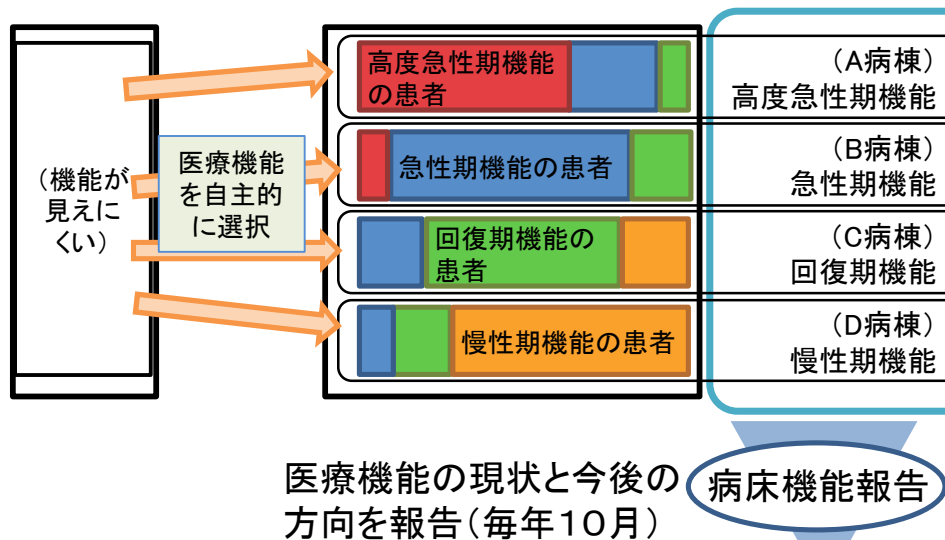 (機能が
見えに
くい)
医療機能
を自主的
に選択
高度急性期機能
の患者
急性期機能の患者
回復期機能の
患者
慢性期機能の患者
(A病棟)
高度急性期機能
(B病棟)
急性期機能
(C病棟)
回復期機能
(D病棟)
慢性期機能
医療機能の現状と今後の
方向を報告(毎年10月)
病床機能報告